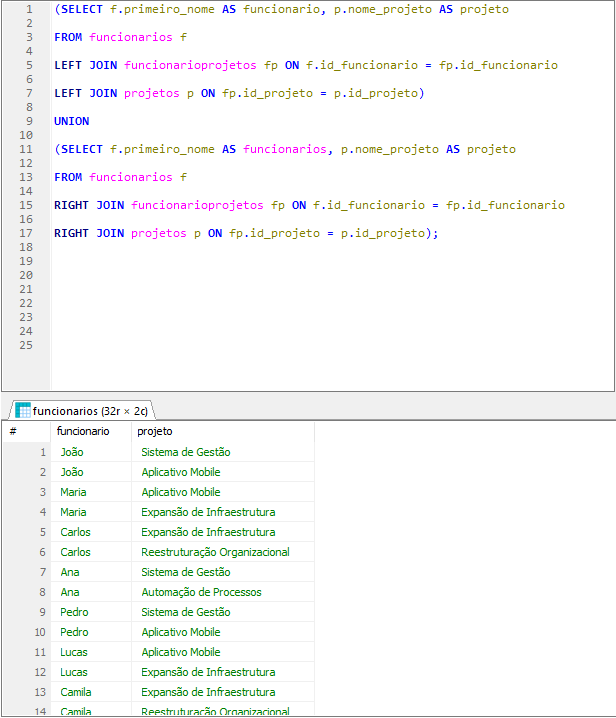 1 (SELECT f.primeiro_nome AS funcionario, p.nome_projeto AS projeto
2
3 FROM funcionarios f
4
5 LEFT JOIN funcionarioprojetos fp ON f.id_funcionario = fp.id_funcionario
6
7 LEFT JOIN projetos p ON fp.id_projeto = p.id_projeto)
8
9 UNION
10
11 (SELECT f.primeiro_nome AS funcionarios, p.nome_projeto AS projeto
12
13 FROM funcionarios f
14
15 RIGHT JOIN funcionarioprojetos fp ON f.id_funcionario = fp.id_funcionario
16
17 RIGHT JOIN projetos p ON fp.id_projeto = p.id_projeto);
18
19
20
21
22
23
24
25
funcionarios (32r × 2c)
# funcionario projeto
1 João Sistema de Gestão
2 João Aplicativo Mobile
3 Maria Aplicativo Mobile
4 Maria Expansão de Infraestrutura
5 Carlos Expansão de Infraestrutura
6 Carlos Reestruturação Organizacional
7 Ana Sistema de Gestão
8 Ana Automação de Processos
9 Pedro Sistema de Gestão
10 Pedro Aplicativo Mobile
11 Lucas Aplicativo Mobile
12 Lucas Expansão de Infraestrutura
13 Camila Expansão de Infraestrutura
14 Camila Reestruturação Organizacional